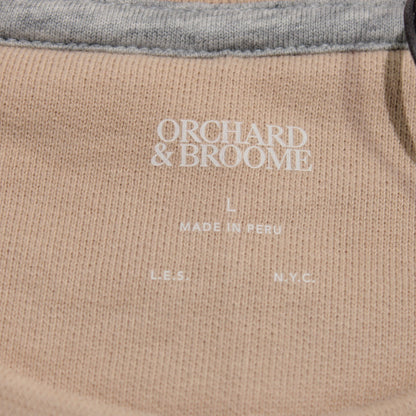 ORCHARD
& BROOME
L
MADE IN PERU
L.E.S. N.Y.C.